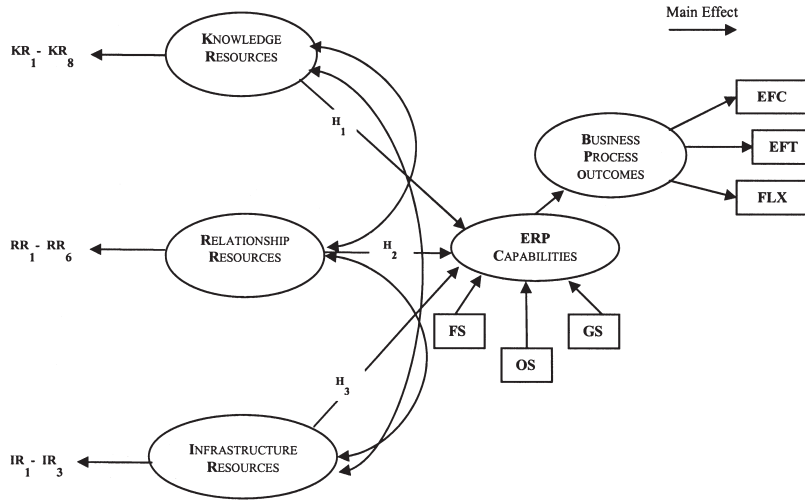 Main Effect
KR1 - KR8
KNOWLEDGE
RESOURCES
H1
EFC
BUSINESS
PROCESS
OUTCOMES
EFT
FLX
RR1 - RR6
RELATIONSHIP
RESOURCES
H2
ERP
CAPABILITIES
FS
GS
OS
H3
IR1 - IR3
INFRASTRUCTURE
RESOURCES